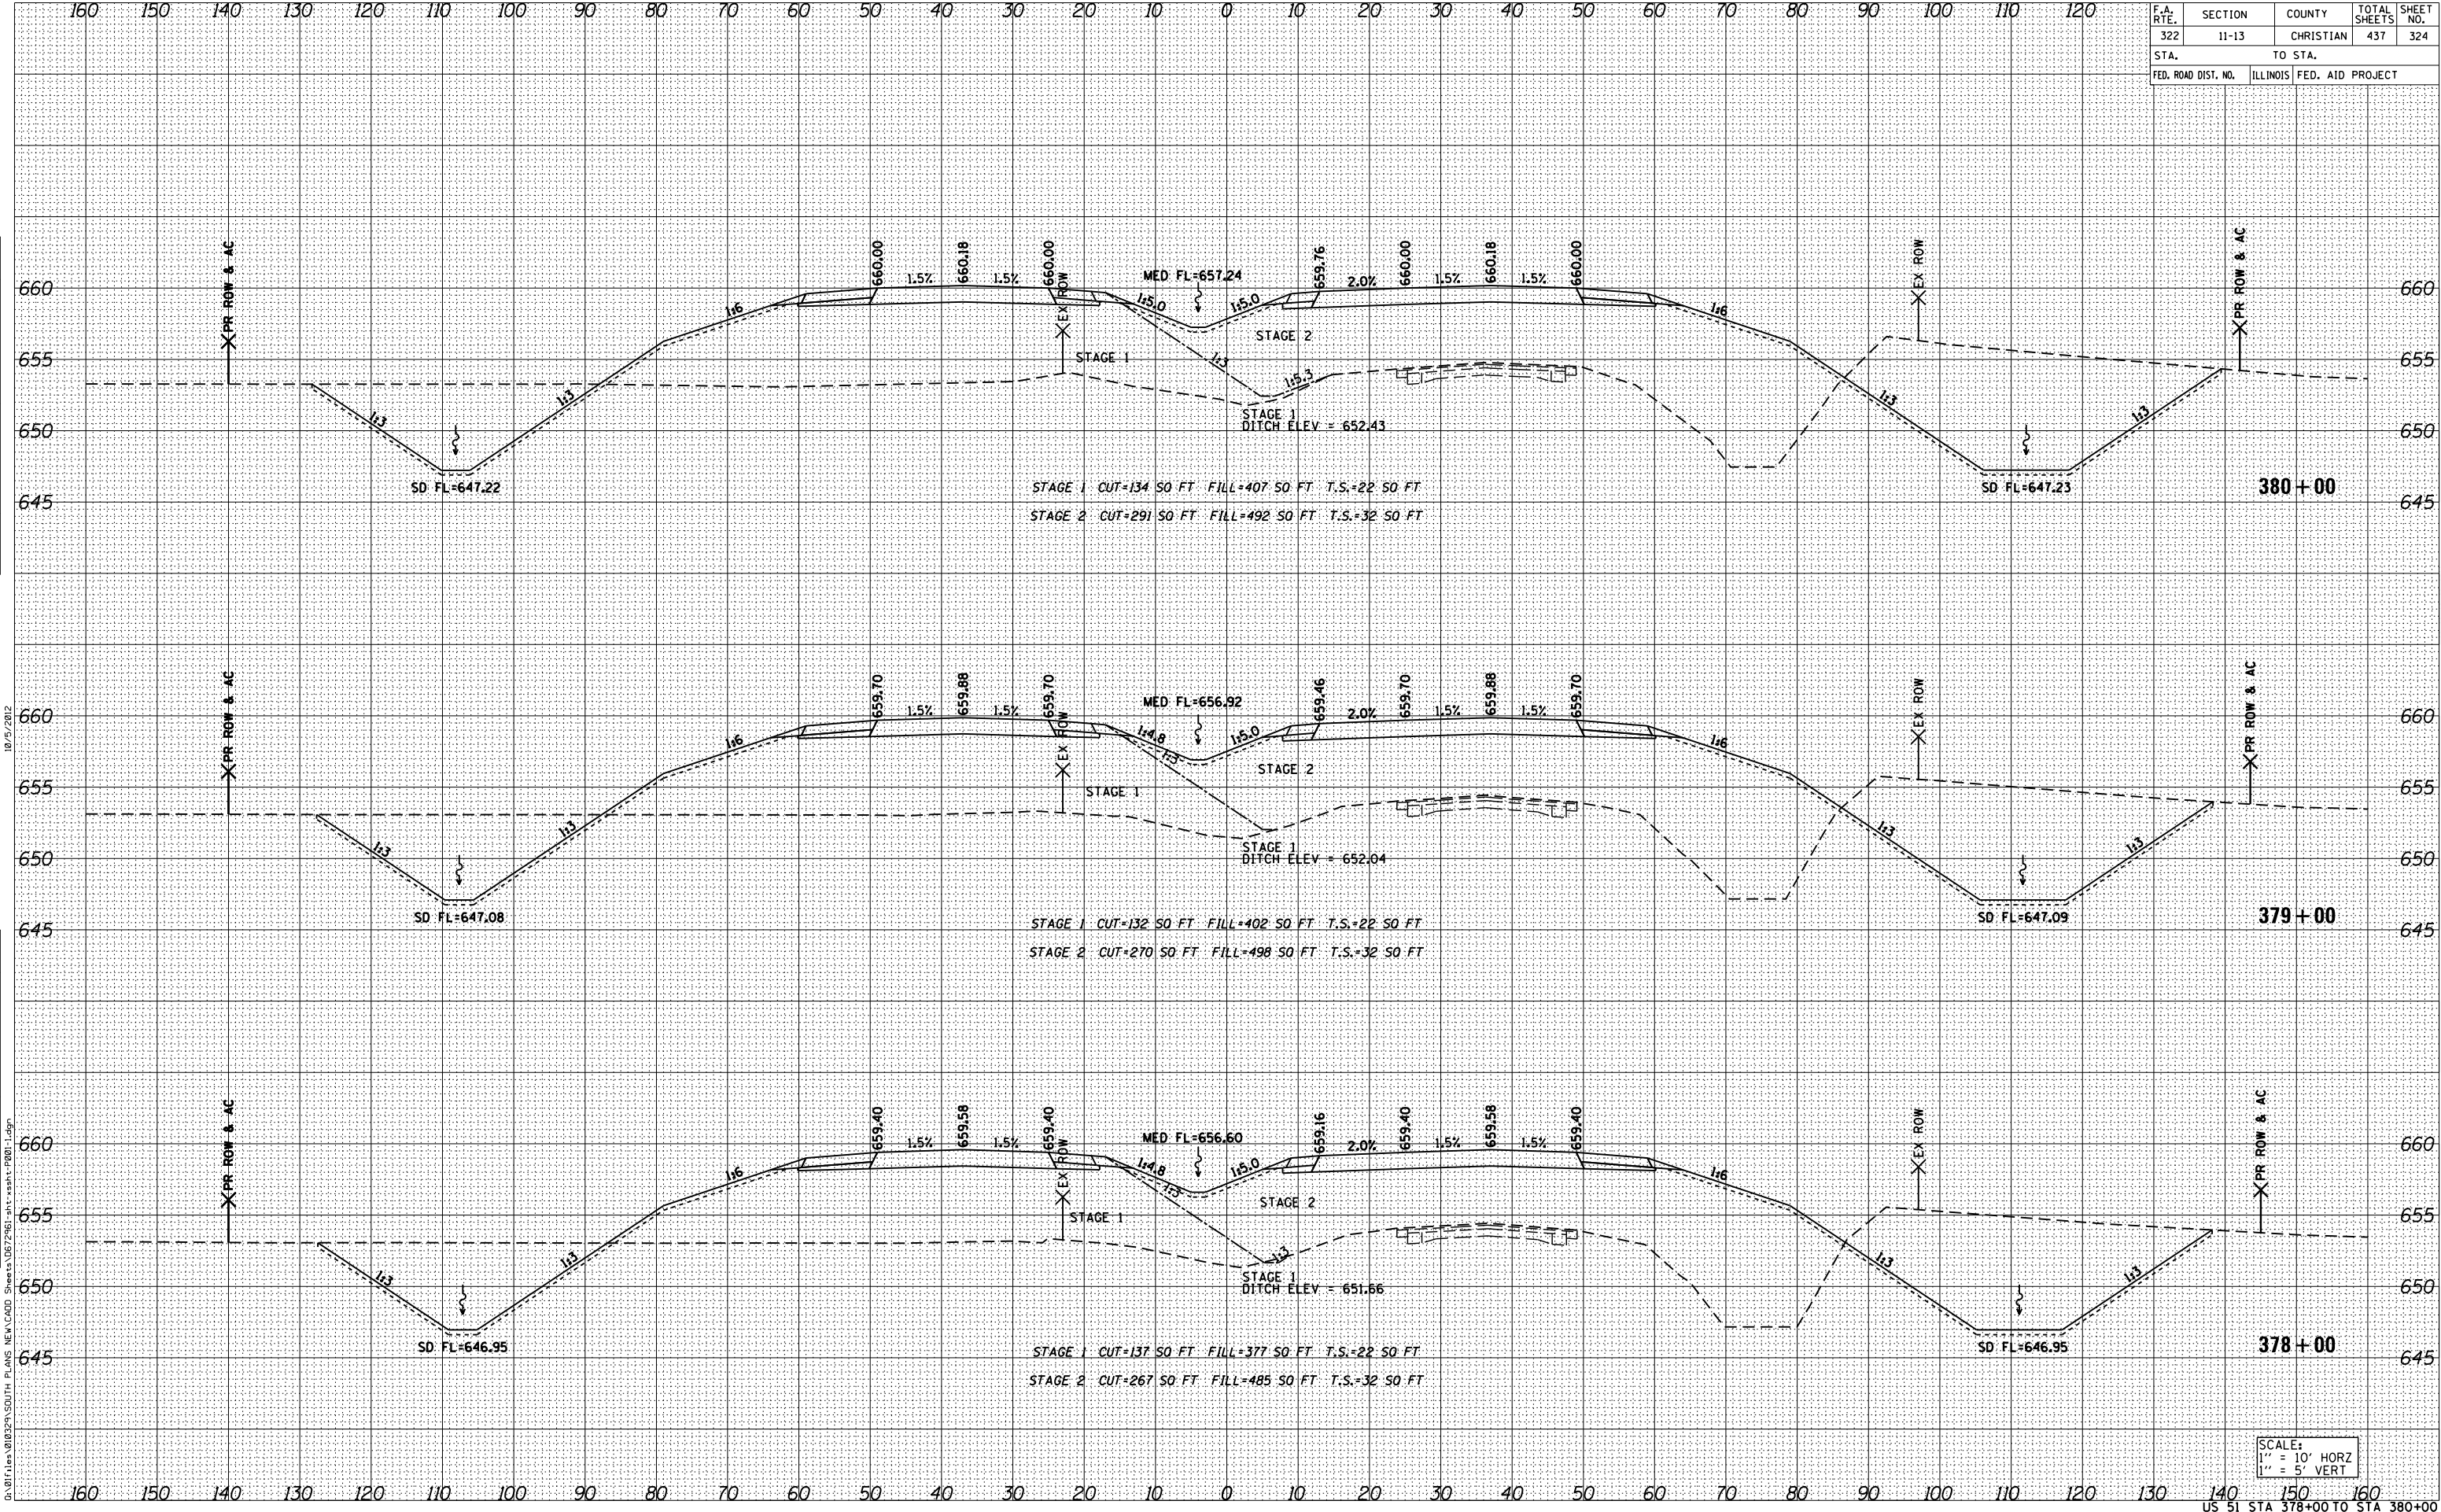 160 150 140 130 120 110 100 90 80 70 60 50 40 30 20 10 0 10 20 30 40 50 60 70 80 90 100 110 120
F.A. RTE. SECTION COUNTY TOTAL SHEETS SHEET NO.
322 11-13 CHRISTIAN 437 324
STA. TO STA.
FED. ROAD DIST. NO. ILLINOIS FED. AID PROJECT
PR ROW & AC
660.00 1.5% 660.18 1.5% 660.00
EX ROW
MED FL=657.24
659.76 2.0% 660.00 1.5% 660.18 1.5% 660.00
EX ROW
PR ROW & AC
660 660
1:6 1:5.0 1:5.0 1:6
STAGE 2
655 STAGE 1 1:3 655
1:5.3
1:3 1:3 1:3 1:3
STAGE 1
DITCH ELEV = 652.43
650 650
SD FL=647.22 SD FL=647.23
STAGE 1 CUT=134 SQ FT FILL=407 SQ FT T.S.=22 SQ FT
380+00
645 645
STAGE 2 CUT=291 SQ FT FILL=492 SQ FT T.S.=32 SQ FT
PR ROW & AC
659.70 1.5% 659.88 1.5% 659.70
EX ROW
MED FL=656.92
659.46 2.0% 659.70 1.5% 659.88 1.5% 659.70
EX ROW
PR ROW & AC
660 660
1:6 1:4.8 1:5.0 1:6
1:3
STAGE 2
655 STAGE 1 655
1:3 1:3 1:3 1:3
STAGE 1
DITCH ELEV = 652.04
650 650
SD FL=647.08 SD FL=647.09
379+00
STAGE 1 CUT=132 SQ FT FILL=402 SQ FT T.S.=22 SQ FT
645 645
STAGE 2 CUT=270 SQ FT FILL=498 SQ FT T.S.=32 SQ FT
PR ROW & AC
659.40 1.5% 659.58 1.5% 659.40
EX ROW
MED FL=656.60
659.16 2.0% 659.40 1.5% 659.58 1.5% 659.40
EX ROW
PR ROW & AC
660 660
1:6 1:4.8 1:5.0 1:6
1:3
STAGE 2
655 STAGE 1 655
1:3 1:3 1:3 1:3 1:3
STAGE 1
DITCH ELEV = 651.66
650 650
SD FL=646.95 SD FL=646.95
378+00
STAGE 1 CUT=137 SQ FT FILL=377 SQ FT T.S.=22 SQ FT
645 645
STAGE 2 CUT=267 SQ FT FILL=485 SQ FT T.S.=32 SQ FT
SCALE:
1" = 10' HORZ
1" = 5' VERT
160 150 140 130 120 110 100 90 80 70 60 50 40 30 20 10 0 10 20 30 40 50 60 70 80 90 100 110 120 130 140 150 160
US 51 STA 378+00 TO STA 380+00
10/5/2012